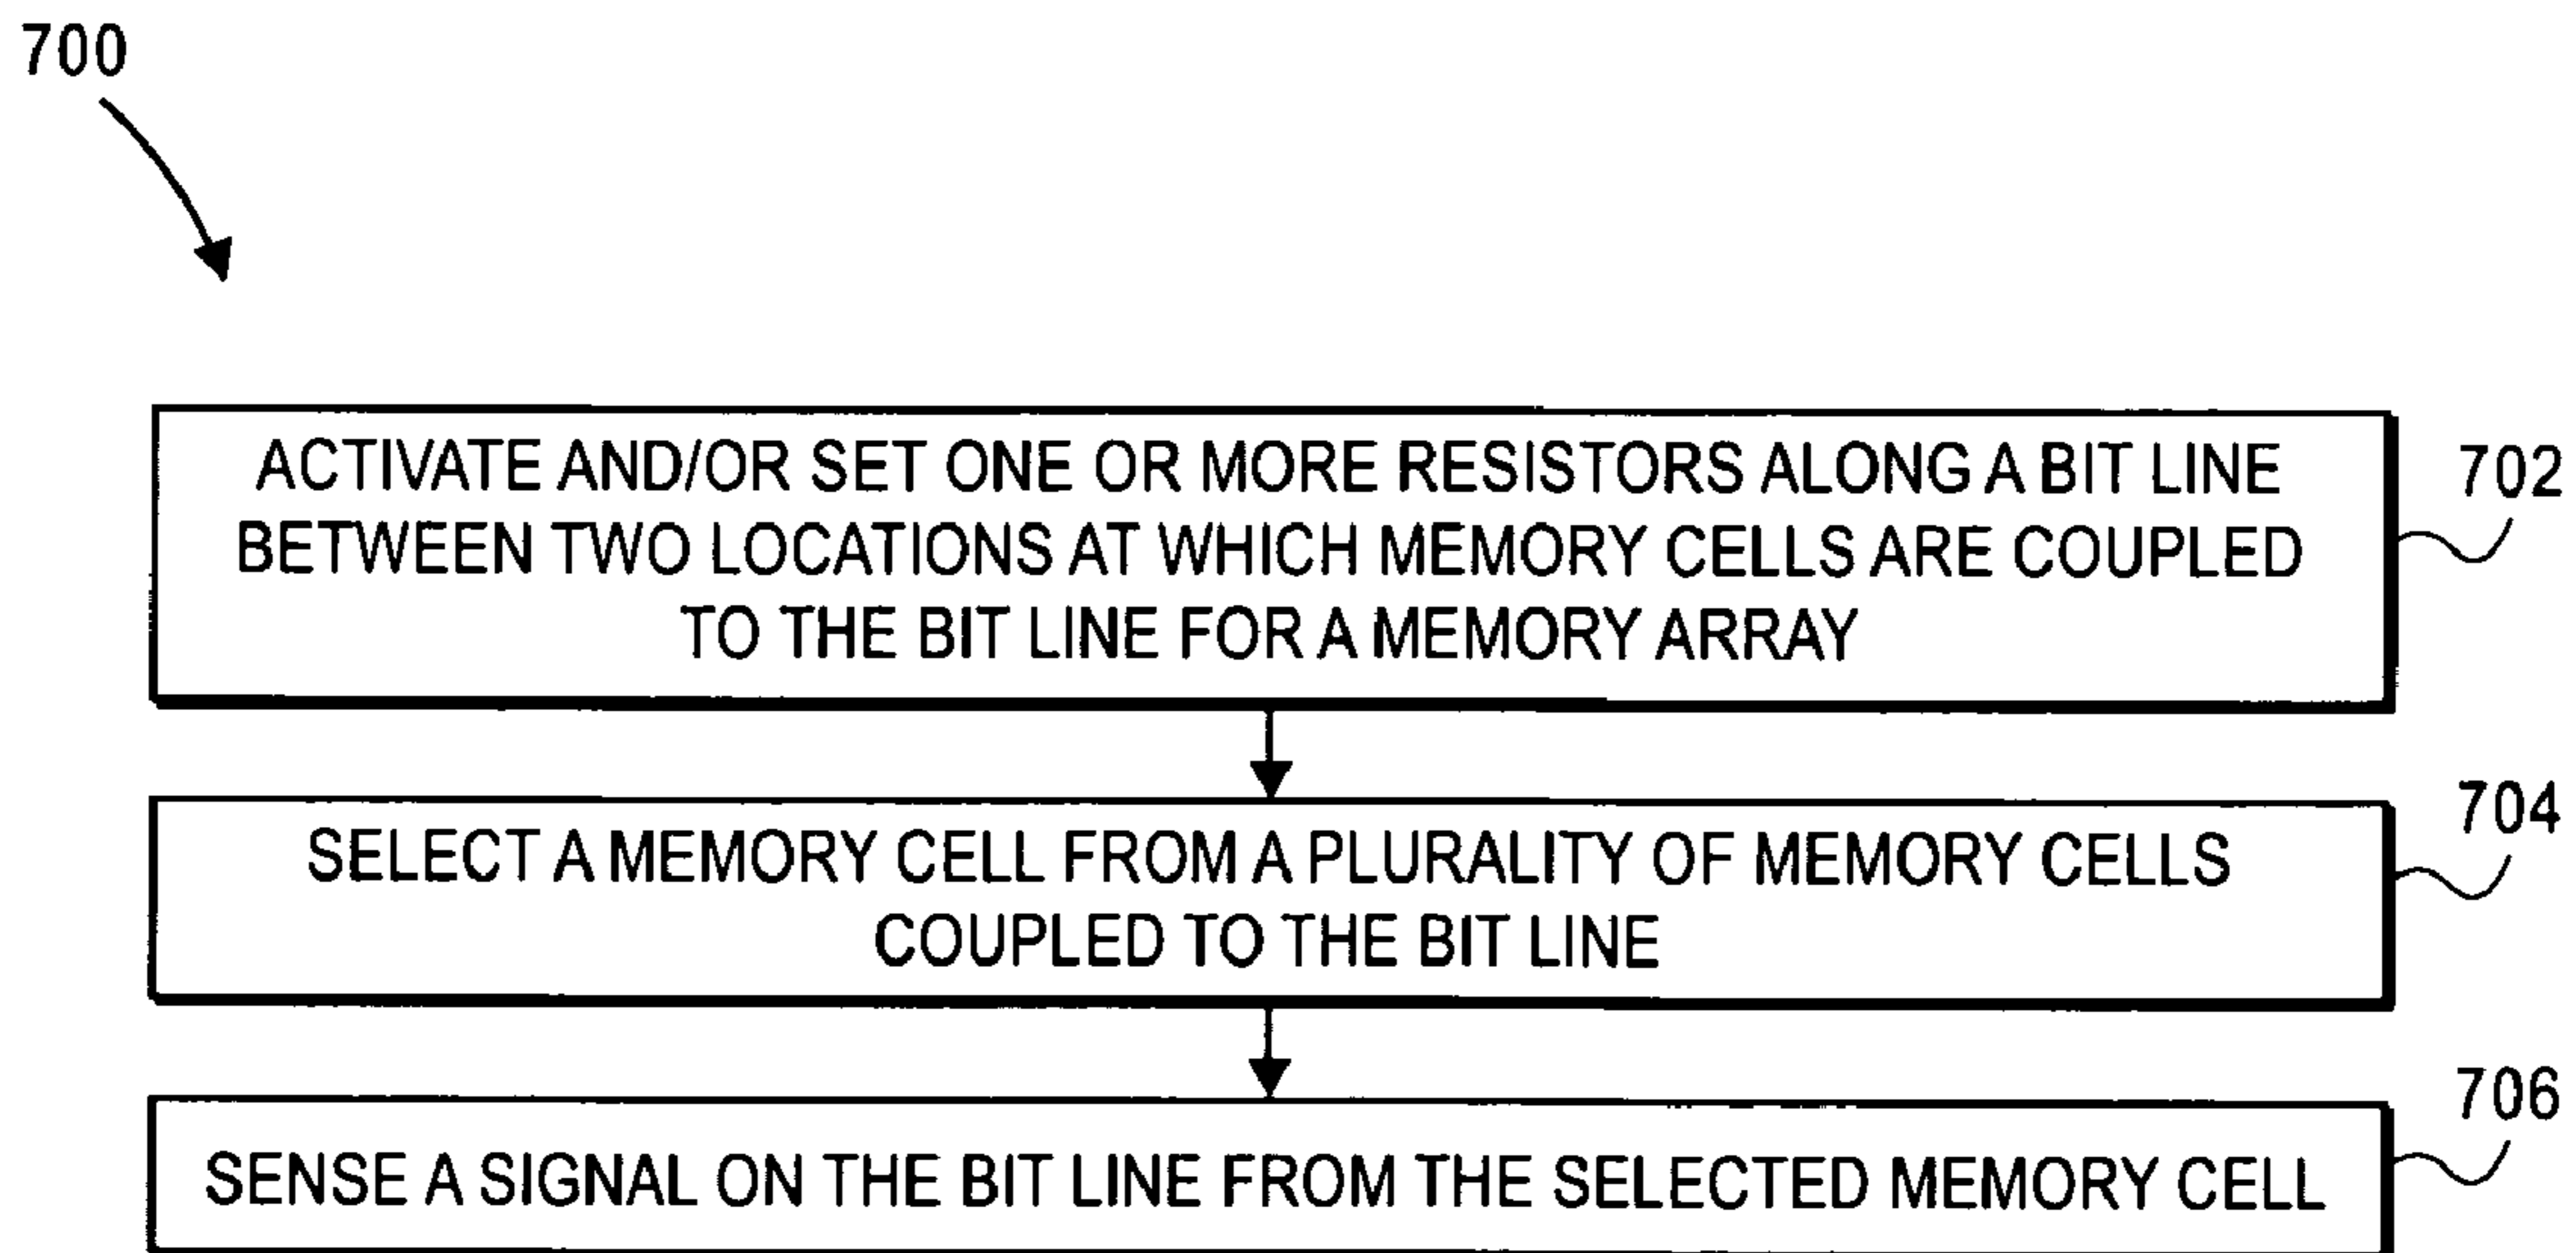 700
ACTIVATE AND/OR SET ONE OR MORE RESISTORS ALONG A BIT LINE
BETWEEN TWO LOCATIONS AT WHICH MEMORY CELLS ARE COUPLED
TO THE BIT LINE FOR A MEMORY ARRAY
702
SELECT A MEMORY CELL FROM A PLURALITY OF MEMORY CELLS
COUPLED TO THE BIT LINE
704
SENSE A SIGNAL ON THE BIT LINE FROM THE SELECTED MEMORY CELL
706